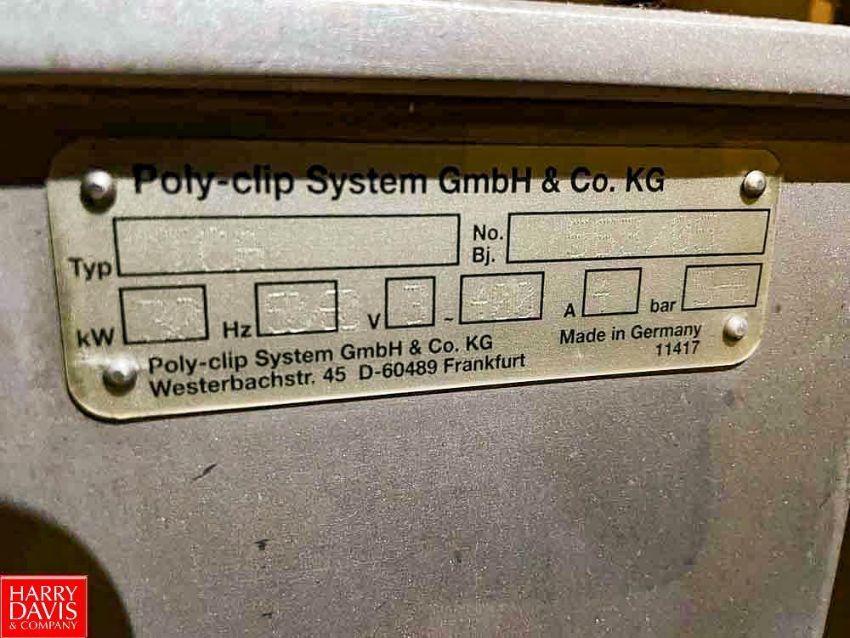 Poly-clip System GmbH & Co. KG
Typ
No.
Bj.
kW Hz V 3 ~ A bar
Poly-clip System GmbH & Co. KG
Westerbachstr. 45 D-60489 Frankfurt
Made in Germany
11417
HARRY
DAVIS
& COMPANY